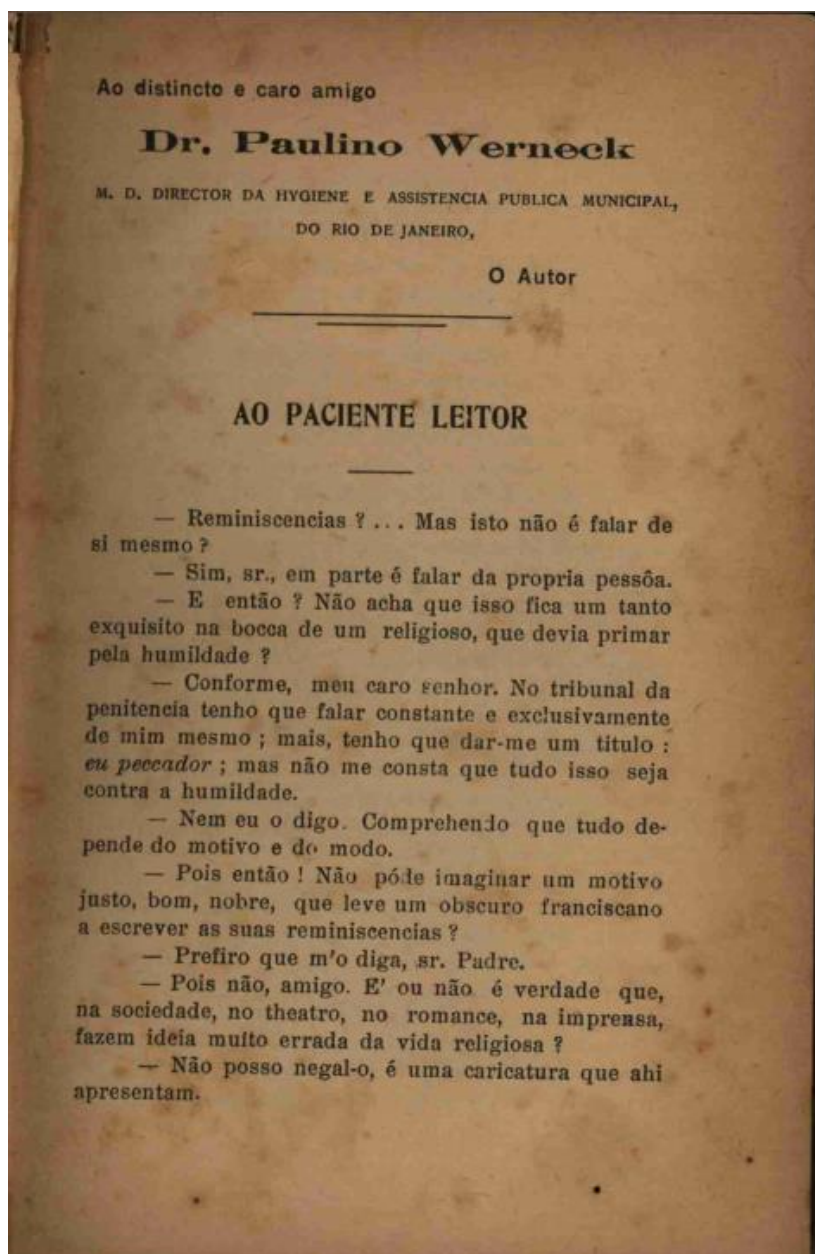 Ao distincto e caro amigo
Dr. Paulino Werneck
M. D. DIRECTOR DA HYGIENE E ASSISTENCIA PUBLICA MUNICIPAL,
DO RIO DE JANEIRO,
O Autor
AO PACIENTE LEITOR
— Reminiscencias ? ... Mas isto não é falar de
si mesmo ?
— Sim, sr., em parte é falar da propria pessôa.
— E então ? Não acha que isso fica um tanto
exquisito na bocca de um religioso, que devia primar
pela humildade ?
— Conforme, meu caro senhor. No tribunal da
penitencia tenho que falar constante e exclusivamente
de mim mesmo ; mais, tenho que dar-me um titulo :
eu peccador ; mas não me consta que tudo isso seja
contra a humildade.
— Nem eu o digo. Comprehendo que tudo de-
pende do motivo e do modo.
— Pois então ! Não póde imaginar um motivo
justo, bom, nobre, que leve um obscuro franciscano
a escrever as suas reminiscencias ?
— Prefiro que m'o diga, sr. Padre.
— Pois não, amigo. E' ou não é verdade que,
na sociedade, no theatro, no romance, na imprensa,
fazem ideia muito errada da vida religiosa ?
— Não posso negal-o, é uma caricatura que ahi
apresentam.